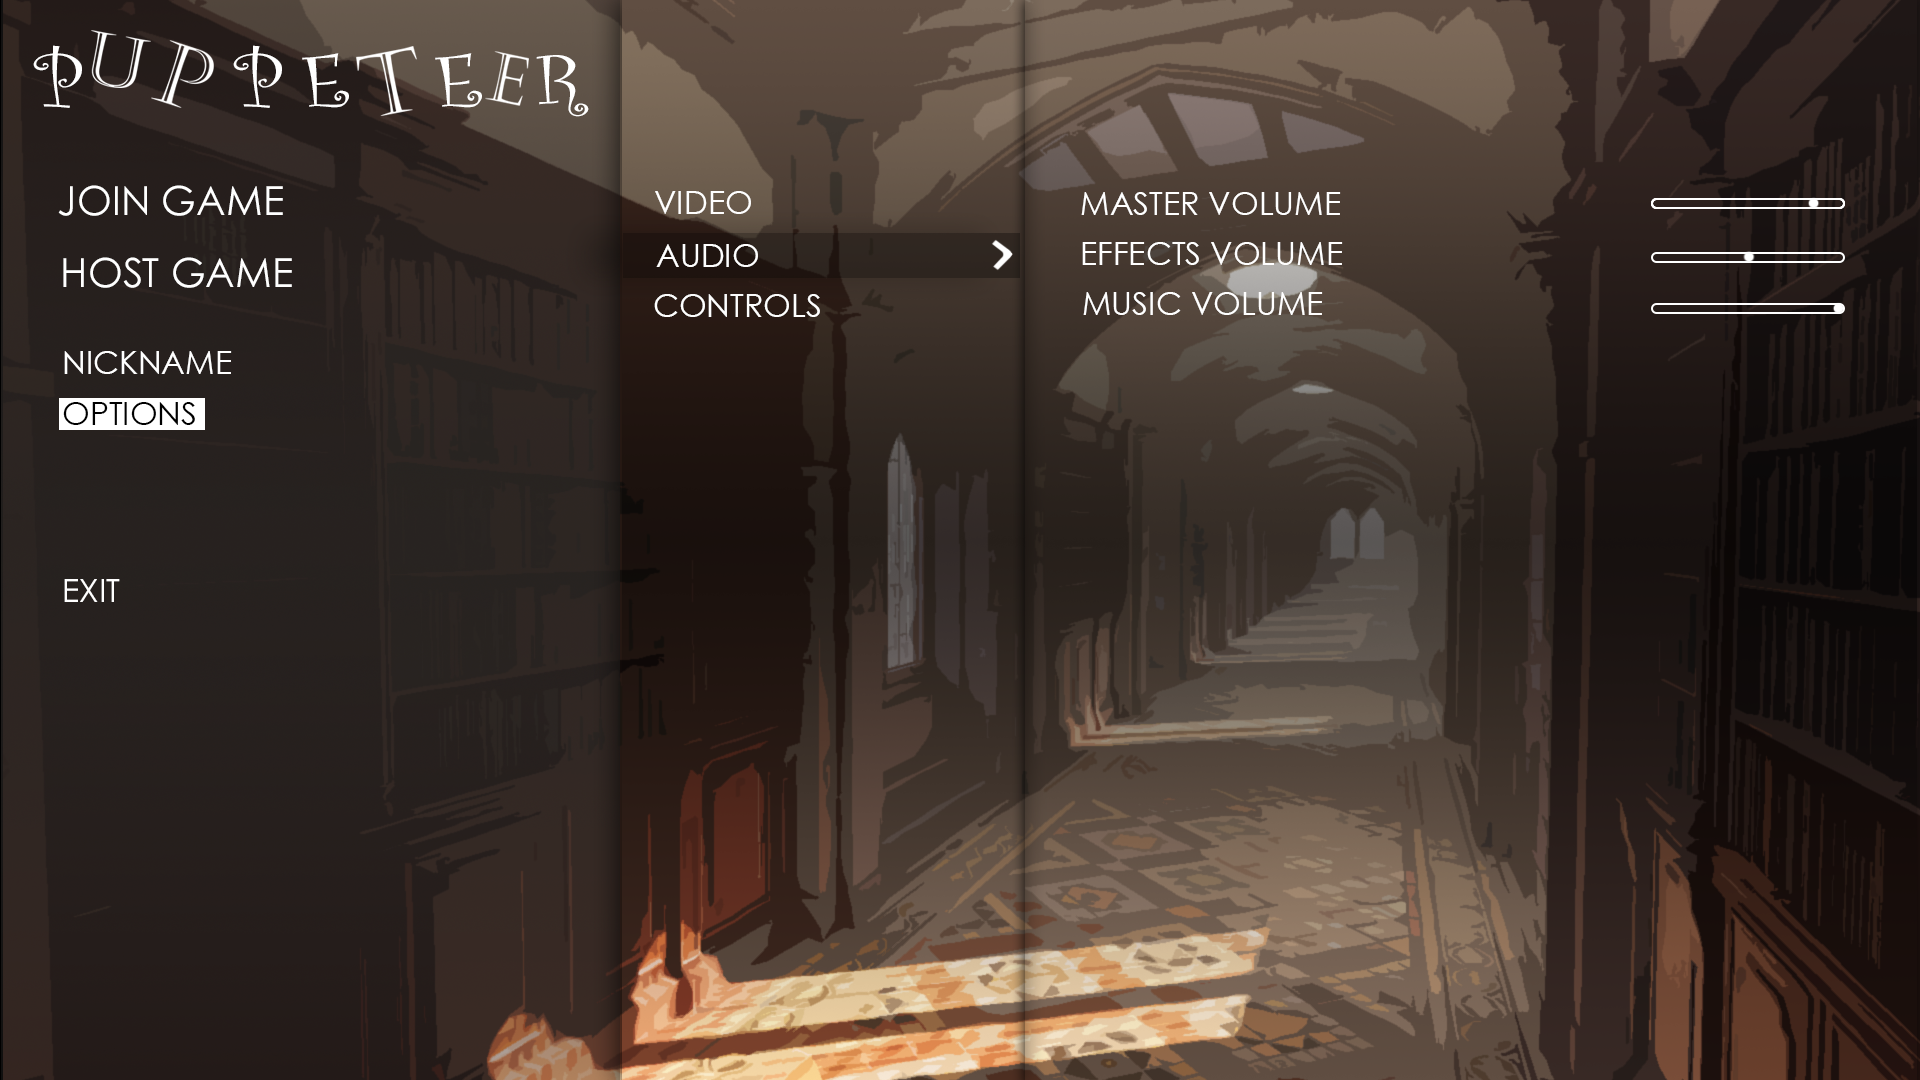 PUPPETEER
JOIN GAME
HOST GAME
NICKNAME
OPTIONS
EXIT
VIDEO
AUDIO
CONTROLS
MASTER VOLUME
EFFECTS VOLUME
MUSIC VOLUME